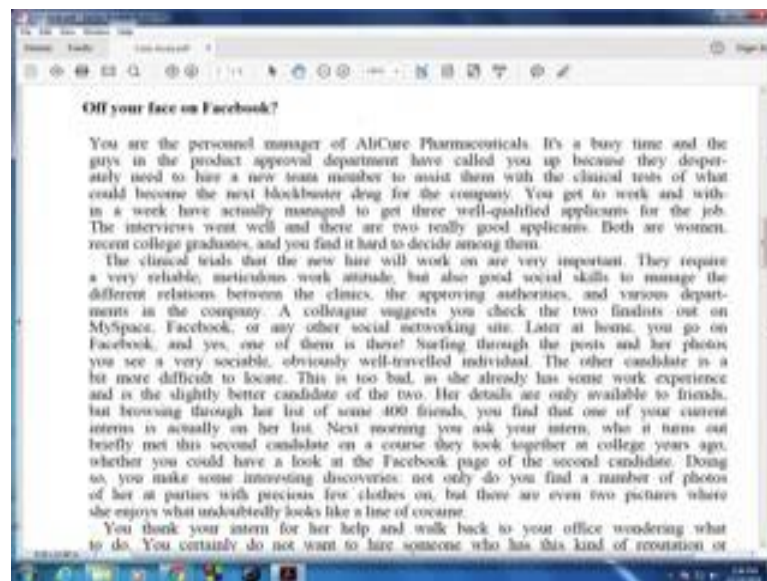 Off your face on Facebook?
You are the personnel manager of AliCure Pharmaceuticals. It's a busy time and the
guys in the product approval department have called you up because they desper-
ately need to hire a new team member to assist them with the clinical tests of what
could become the next blockbuster drug for the company. You get to work and with-
in a week have actually managed to get three well-qualified applicants for the job.
The interviews went well and there are two really good applicants. Both are women,
recent college graduates, and you find it hard to decide among them.
The clinical trials that the new hire will work on are very important. They require
a very reliable, meticulous work attitude, but also good social skills to manage the
different relations between the clinics, the approving authorities, and various depart-
ments in the company. A colleague suggests you check the two finalists out on
MySpace, Facebook, or any other social networking site. Later at home, you go on
Facebook, and yes, one of them is there! Surfing through the posts and her photos
you see a very sociable, obviously well-travelled individual. The other candidate is a
bit more difficult to locate. This is too bad, as she already has some work experience
and is the slightly better candidate of the two. Her details are only available to friends,
but browsing through her list of some 400 friends, you find that one of your current
interns is actually on her list. Next morning you ask your intern, who it turns out
briefly met this second candidate on a course they took together at college years ago,
whether you could have a look at the Facebook page of the second candidate. Doing
so, you make some interesting discoveries: not only do you find a number of photos
of her at parties with precious few clothes on, but there are even two pictures where
she enjoys what undoubtedly looks like a line of cocaine.
You thank your intern for her help and walk back to your office wondering what
to do. You certainly do not want to hire someone who has this kind of reputation or